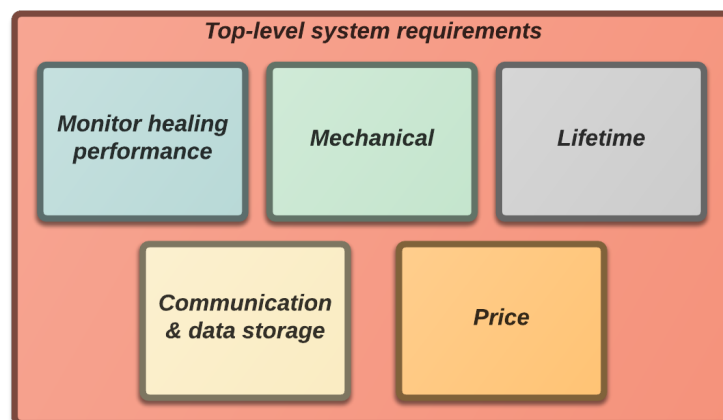 Top-level system requirements
Monitor healing
performance
Mechanical
Lifetime
Communication
& data storage
Price